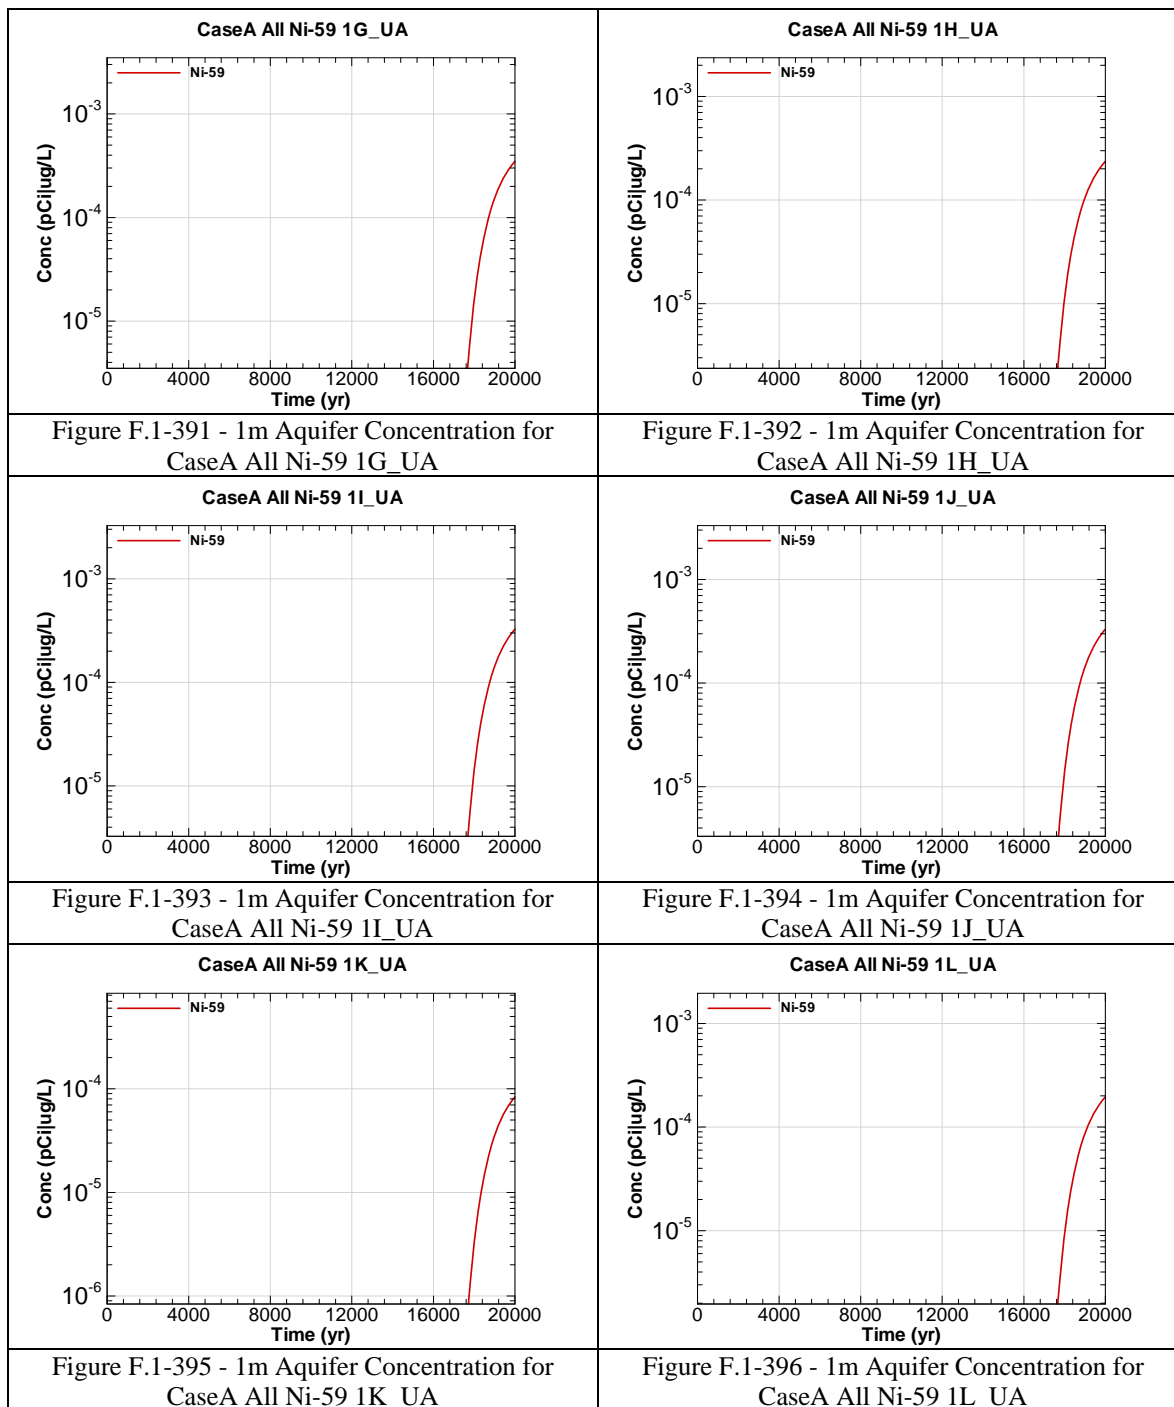 CaseA All Ni-59 1G_UA
Ni-59
10-3
10-4
10-5
Conc (pCi|ug/L)
0 4000 8000 12000 16000 20000
Time (yr)
Figure F.1-391 - 1m Aquifer Concentration for
CaseA All Ni-59 1G_UA
CaseA All Ni-59 1H_UA
Ni-59
10-3
10-4
10-5
Conc (pCi|ug/L)
0 4000 8000 12000 16000 20000
Time (yr)
Figure F.1-392 - 1m Aquifer Concentration for
CaseA All Ni-59 1H_UA
CaseA All Ni-59 1I_UA
Ni-59
10-3
10-4
10-5
Conc (pCi|ug/L)
0 4000 8000 12000 16000 20000
Time (yr)
Figure F.1-393 - 1m Aquifer Concentration for
CaseA All Ni-59 1I_UA
CaseA All Ni-59 1J_UA
Ni-59
10-3
10-4
10-5
Conc (pCi|ug/L)
0 4000 8000 12000 16000 20000
Time (yr)
Figure F.1-394 - 1m Aquifer Concentration for
CaseA All Ni-59 1J_UA
CaseA All Ni-59 1K_UA
Ni-59
10-4
10-5
10-6
Conc (pCi|ug/L)
0 4000 8000 12000 16000 20000
Time (yr)
Figure F.1-395 - 1m Aquifer Concentration for
CaseA All Ni-59 1K_UA
CaseA All Ni-59 1L_UA
Ni-59
10-3
10-4
10-5
Conc (pCi|ug/L)
0 4000 8000 12000 16000 20000
Time (yr)
Figure F.1-396 - 1m Aquifer Concentration for
CaseA All Ni-59 1L_UA